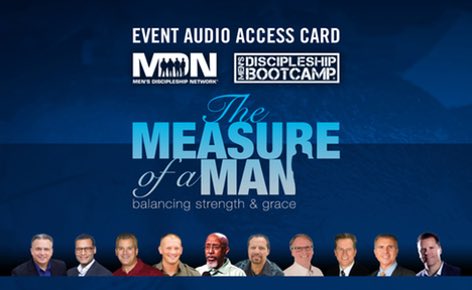 EVENT AUDIO ACCESS CARD
MDN
MEN'S DISCIPLESHIP NETWORK
MEN'S DISCIPLESHIP
BOOTCAMP
The
MEASURE
of a MAN
balancing strength & grace